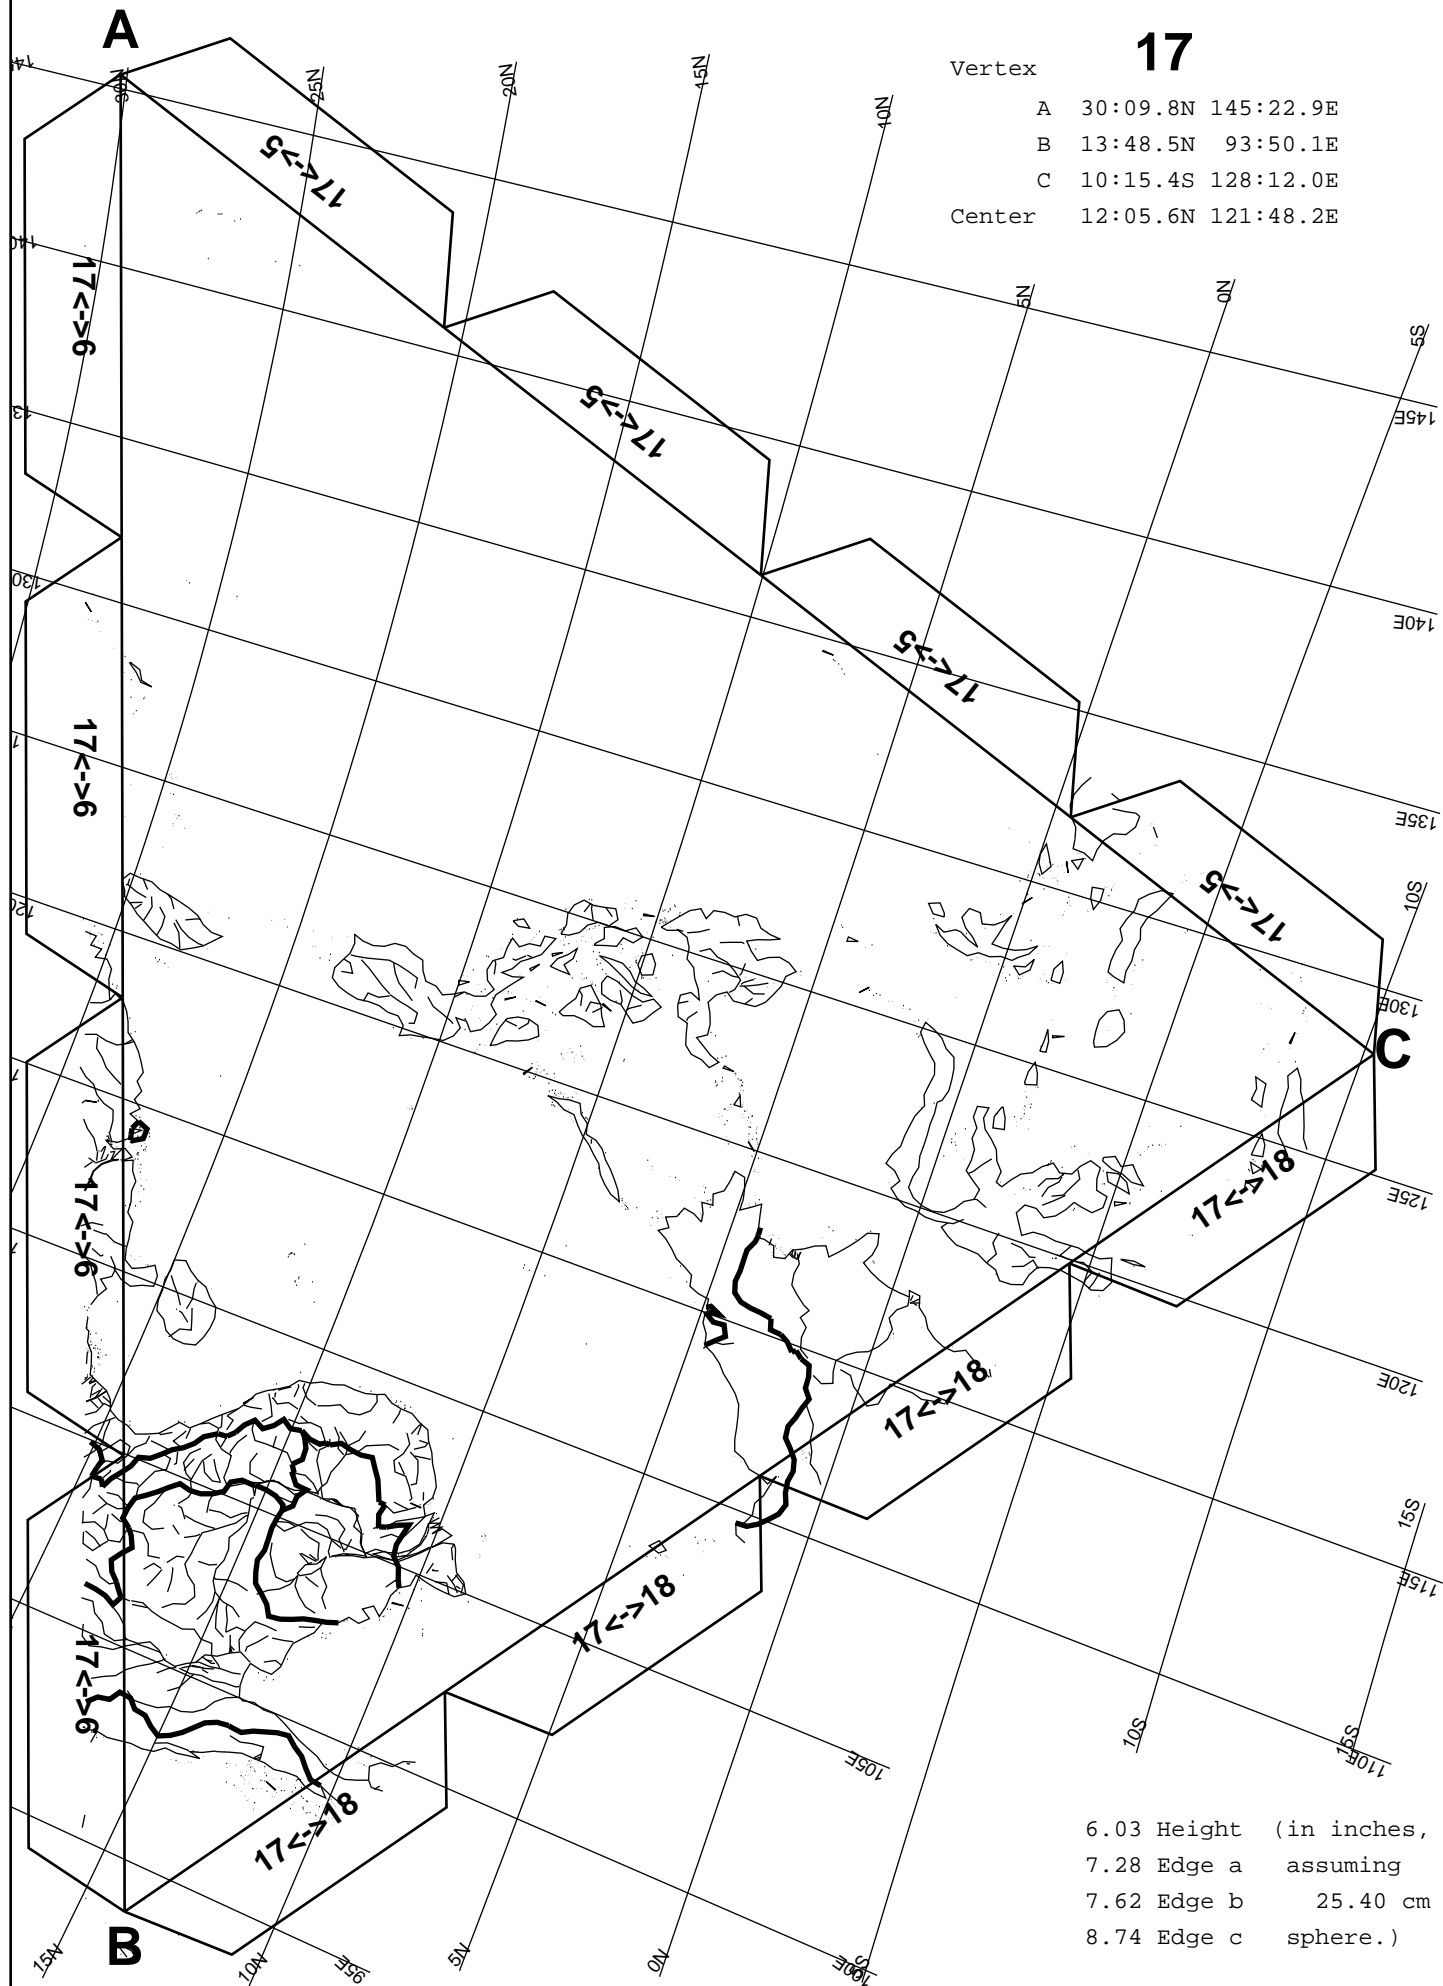 A
17
Vertex
A 30:09.8N 145:22.9E
B 13:48.5N 93:50.1E
C 10:15.4S 128:12.0E
Center 12:05.6N 121:48.2E
30N
25N
20N
15N
10N
5N
0N
5S
17<->5
17<->6
17<->5
145E
17<->5
140E
130
17<->6
135E
17<->5
10S
130E
C
17<->6
17<->18
125E
17<->18
120E
15S
17<->18
115E
17<->6
10S
15S
110E
105E
17<->18
6.03 Height (in inches,
7.28 Edge a assuming
7.62 Edge b 25.40 cm
8.74 Edge c sphere.)
B
15N
10N
95E
5N
0N